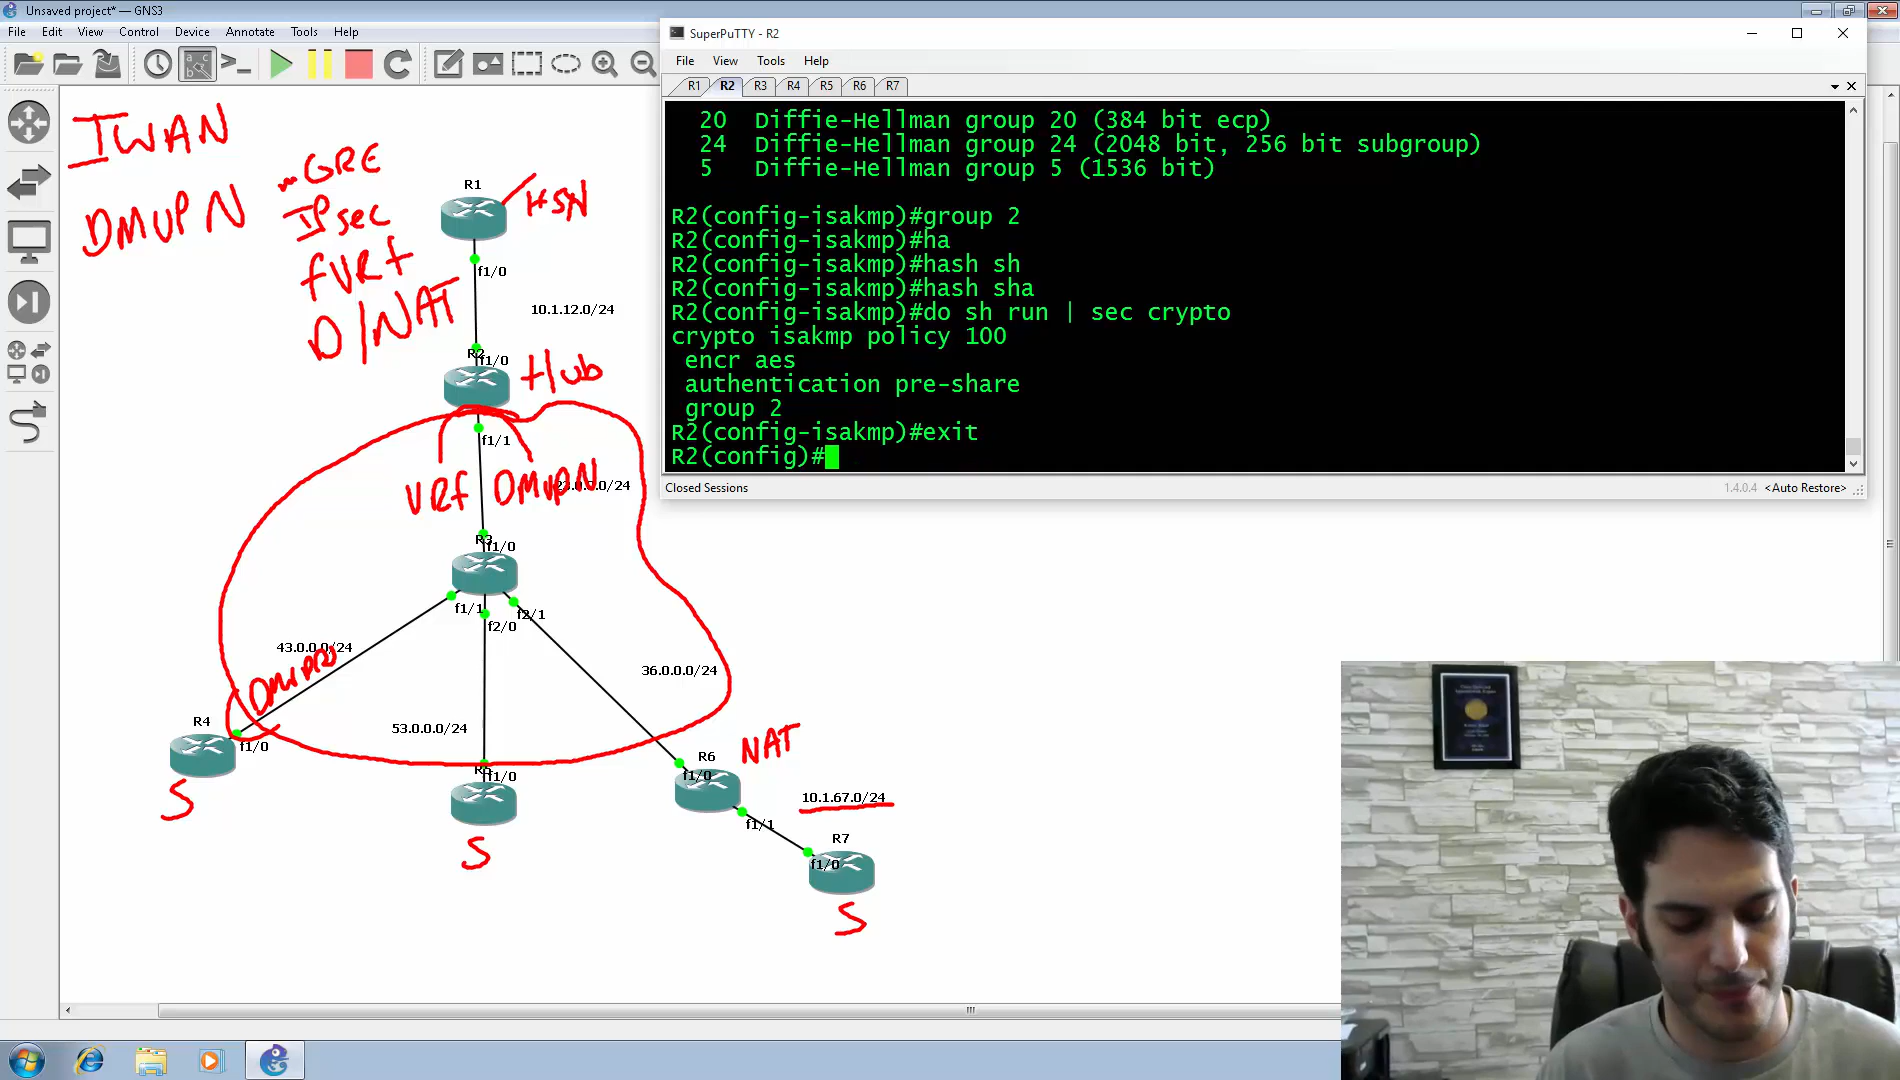 Unsaved project* — GNS3
File Edit View Control Device Annotate Tools Help
SuperPuTTY - R2
File View Tools Help
R1 R2 R3 R4 R5 R6 R7
20 Diffie-Hellman group 20 (384 bit ecp)
24 Diffie-Hellman group 24 (2048 bit, 256 bit subgroup)
5 Diffie-Hellman group 5 (1536 bit)
R2(config-isakmp)#group 2
R2(config-isakmp)#ha
R2(config-isakmp)#hash sh
R2(config-isakmp)#hash sha
R2(config-isakmp)#do sh run | sec crypto
crypto isakmp policy 100
encr aes
authentication pre-share
group 2
R2(config-isakmp)#exit
R2(config)#
Closed Sessions
1.4.0.4 <Auto Restore>
IWAN
DMVPN
mGRE
IPsec
fVRf
D/NAT
R1
HSN
f1/0
10.1.12.0/24
R2
f1/0
Hub
f1/1
VRf DMVPN
23.0.0.0/24
R3
f1/0
f1/1
f2/1
f2/0
43.0.0.0/24
36.0.0.0/24
DMVPN
R4
53.0.0.0/24
f1/0
S
R5
f1/0
S
NAT
R6
f1/0
10.1.67.0/24
f1/1
R7
f1/0
S